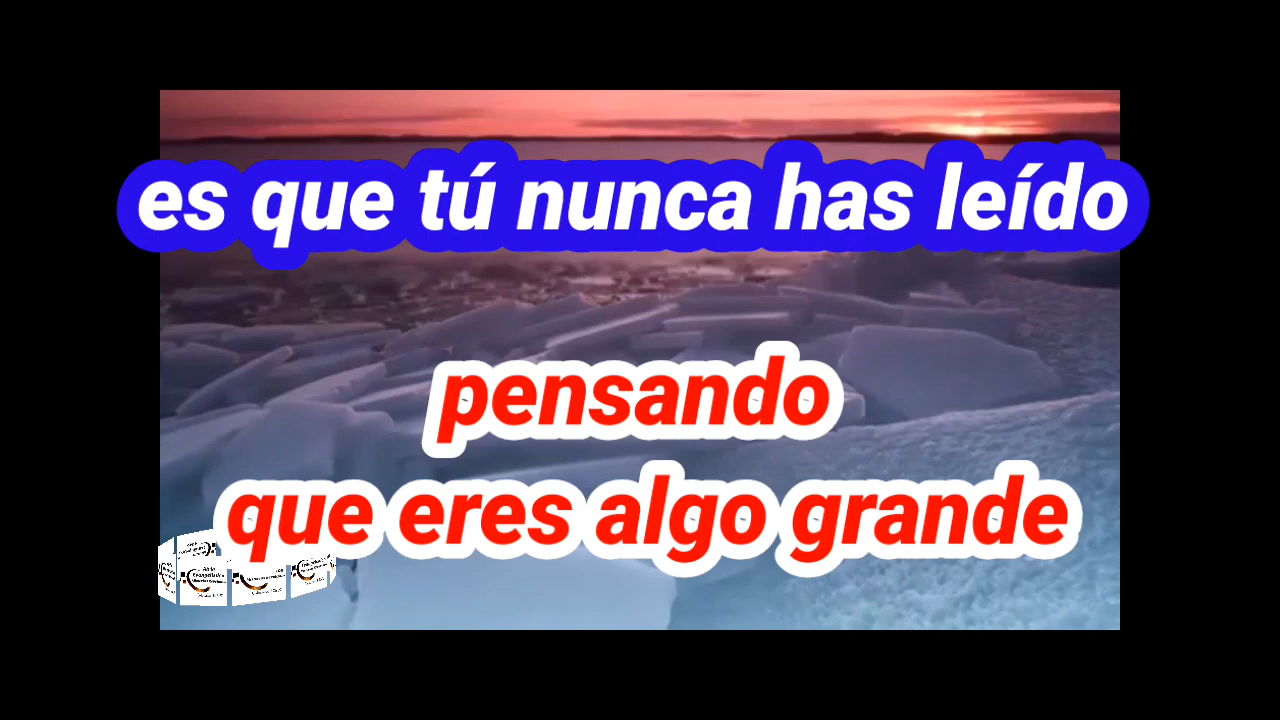 es que tú nunca has leído
pensando
que eres algo grande